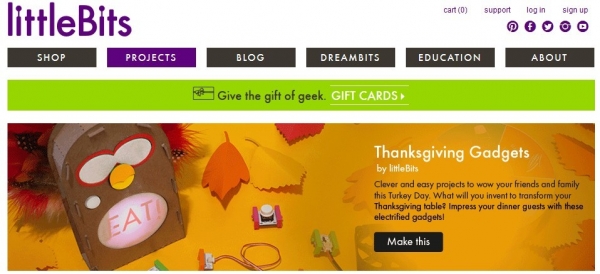 littleBits
cart (0) support log in sign up
SHOP PROJECTS BLOG DREAMBITS EDUCATION ABOUT
Give the gift of geek. GIFT CARDS
EAT!
Thanksgiving Gadgets
by littleBits
Clever and easy projects to wow your friends and family
this Turkey Day. What will you invent to transform your
Thanksgiving table? Impress your dinner guests with these
electrified gadgets!
Make this